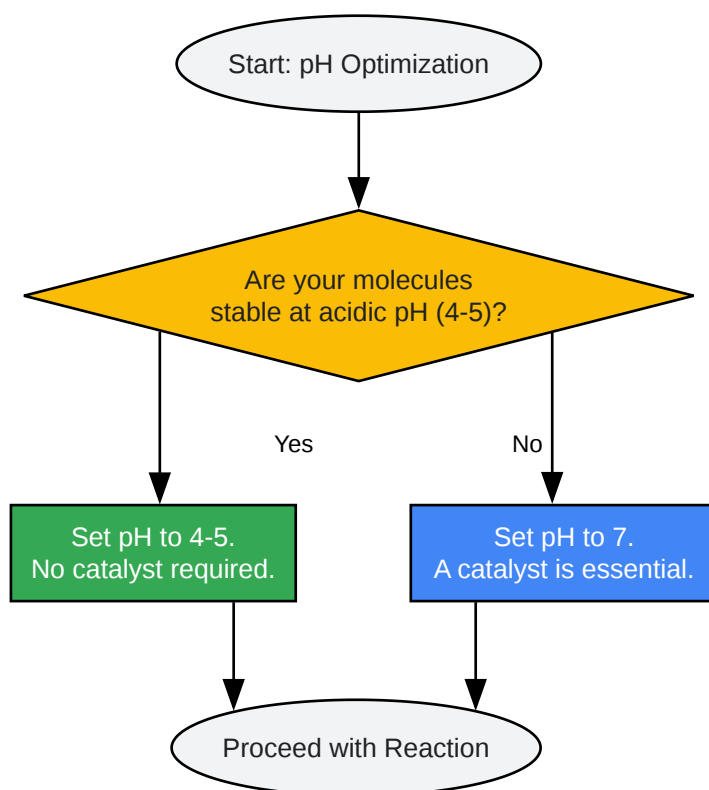 Start: pH Optimization
Are your molecules
stable at acidic pH (4-5)?
Yes
No
Set pH to 4-5.
No catalyst required.
Set pH to 7.
A catalyst is essential.
Proceed with Reaction